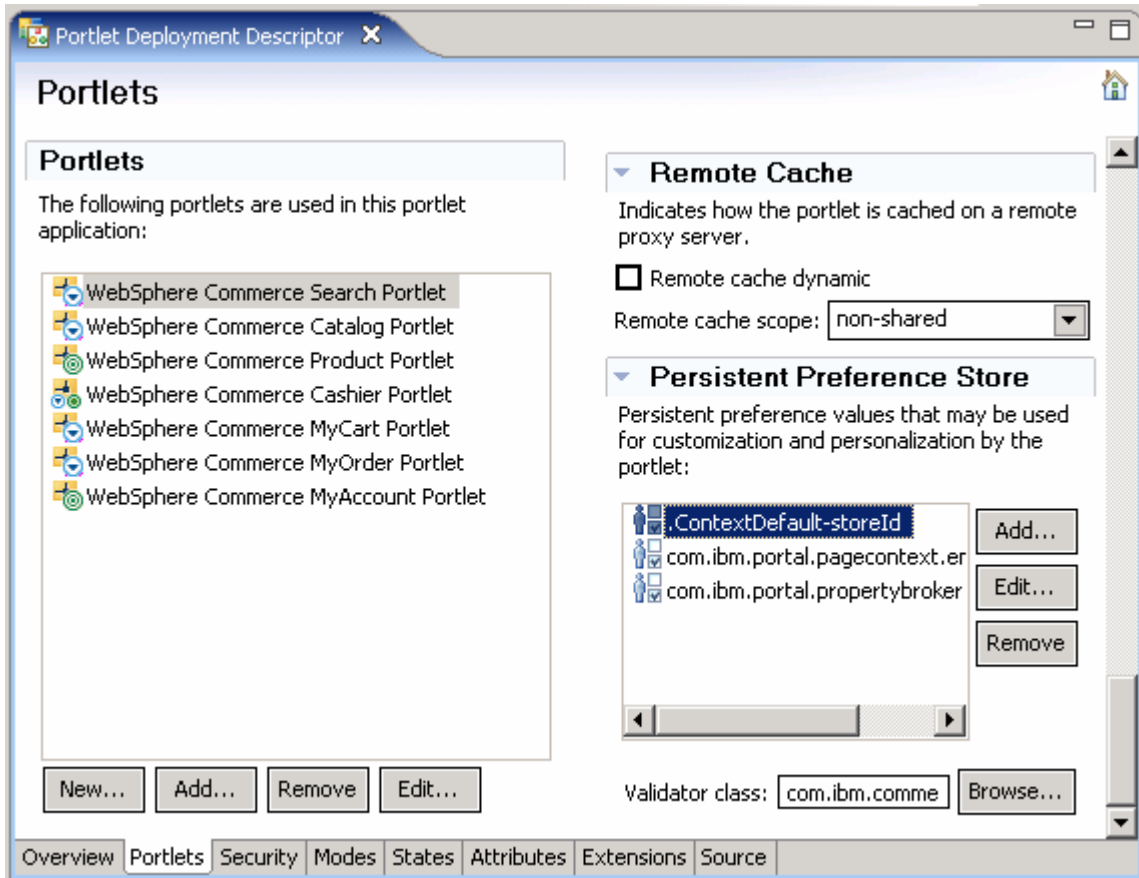 Portlet Deployment Descriptor
Portlets
Portlets
The following portlets are used in this portlet
application:
WebSphere Commerce Search Portlet
WebSphere Commerce Catalog Portlet
WebSphere Commerce Product Portlet
WebSphere Commerce Cashier Portlet
WebSphere Commerce MyCart Portlet
WebSphere Commerce MyOrder Portlet
WebSphere Commerce MyAccount Portlet
New...
Add...
Remove
Edit...
Remote Cache
Indicates how the portlet is cached on a remote
proxy server.
Remote cache dynamic
Remote cache scope: non-shared
Persistent Preference Store
Persistent preference values that may be used
for customization and personalization by the
portlet:
.ContextDefault-storeId
com.ibm.portal.pagecontext.er
com.ibm.portal.propertybroker
Add...
Edit...
Remove
Validator class: com.ibm.comme Browse...
Overview Portlets Security Modes States Attributes Extensions Source